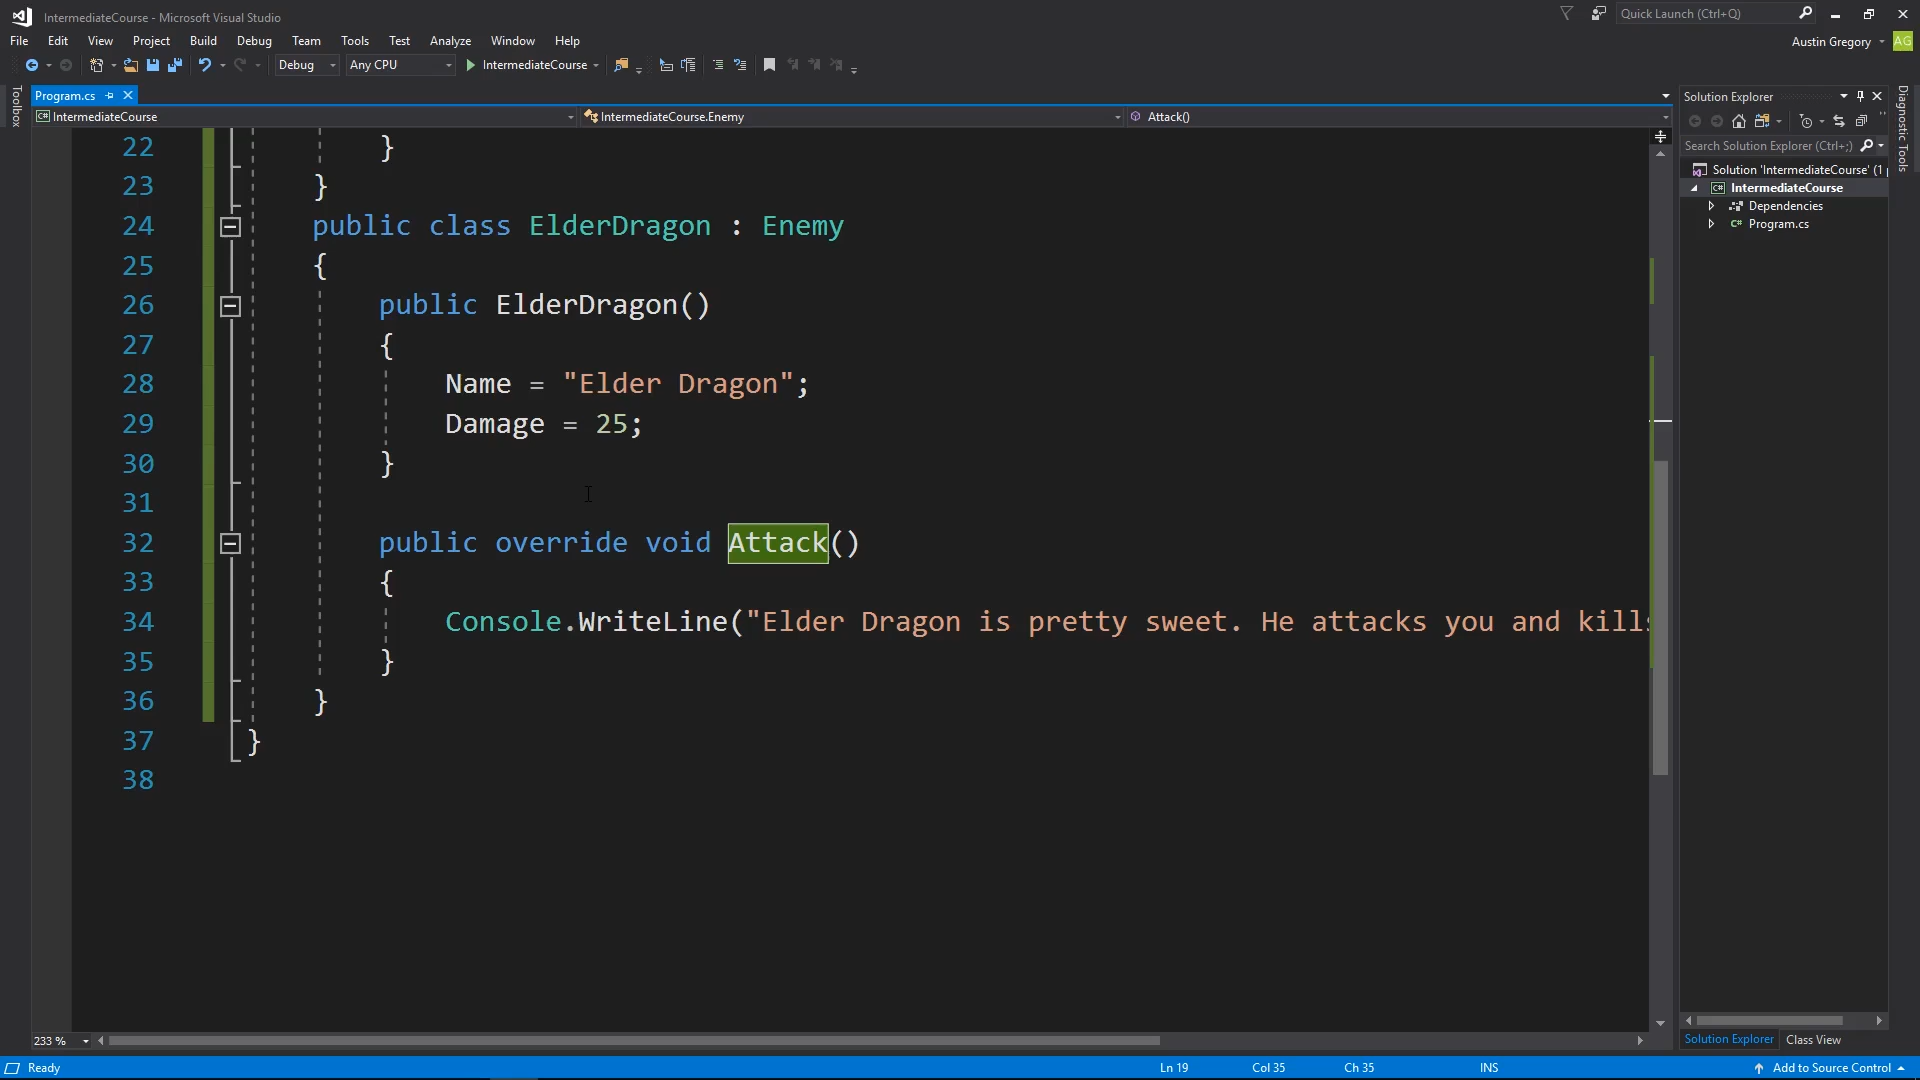 IntermediateCourse - Microsoft Visual Studio
Quick Launch (Ctrl+Q)
File Edit View Project Build Debug Team Tools Test Analyze Window Help
Austin Gregory AG
Debug Any CPU IntermediateCourse
Toolbox
Program.cs
IntermediateCourse IntermediateCourse.Enemy Attack()
22 }
23 }
24 public class ElderDragon : Enemy
25 {
26 public ElderDragon()
27 {
28 Name = "Elder Dragon";
29 Damage = 25;
30 }
31
32 public override void Attack()
33 {
34 Console.WriteLine("Elder Dragon is pretty sweet. He attacks you and kills
35 }
36 }
37 }
38
233 %
Solution Explorer
Search Solution Explorer (Ctrl+;)
Solution 'IntermediateCourse' (1
C# IntermediateCourse
Dependencies
C# Program.cs
Solution Explorer Class View
Diagnostic Tools
Ready Ln 19 Col 35 Ch 35 INS Add to Source Control